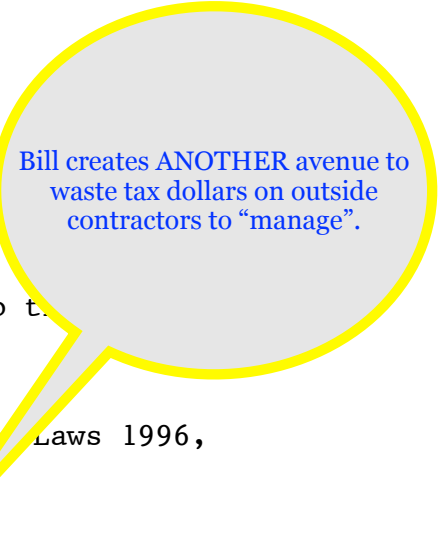 Bill creates ANOTHER avenue to
waste tax dollars on outside
contractors to “manage”.
Laws 1996,